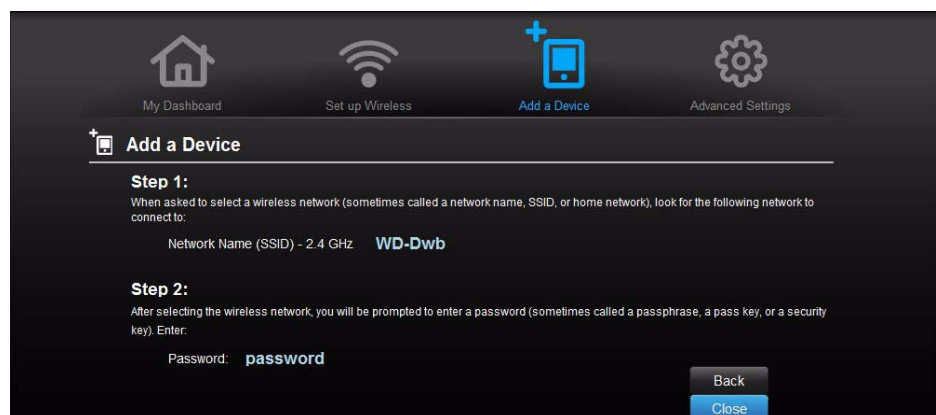 My Dashboard Set up Wireless Add a Device Advanced Settings
Add a Device
Step 1:
When asked to select a wireless network (sometimes called a network name, SSID, or home network), look for the following network to
connect to:
Network Name (SSID) - 2.4 GHz WD-Dwb
Step 2:
After selecting the wireless network, you will be prompted to enter a password (sometimes called a passphrase, a pass key, or a security
key). Enter:
Password: password
Back
Close